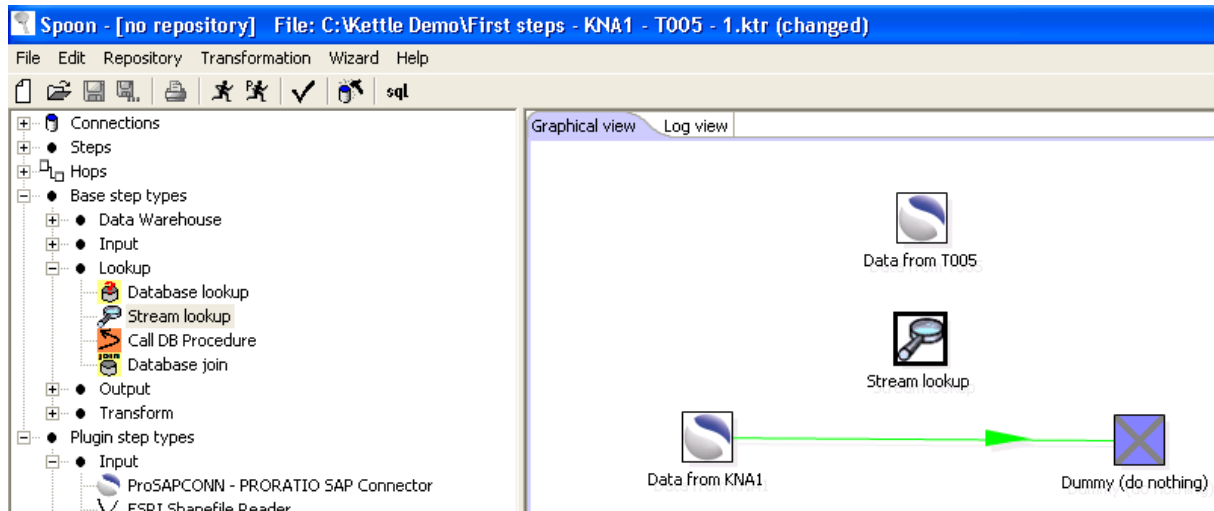 Spoon - [no repository] File: C:\Kettle Demo\First steps - KNA1 - T005 - 1.ktr (changed)
File Edit Repository Transformation Wizard Help
sql
Connections
Steps
Hops
Base step types
Data Warehouse
Input
Lookup
Database lookup
Stream lookup
Call DB Procedure
Database join
Output
Transform
Plugin step types
Input
ProSAPCONN - PRORATIO SAP Connector
ESRI Shapefile Reader
Graphical view Log view
Data from T005
Stream lookup
Data from KNA1
Dummy (do nothing)